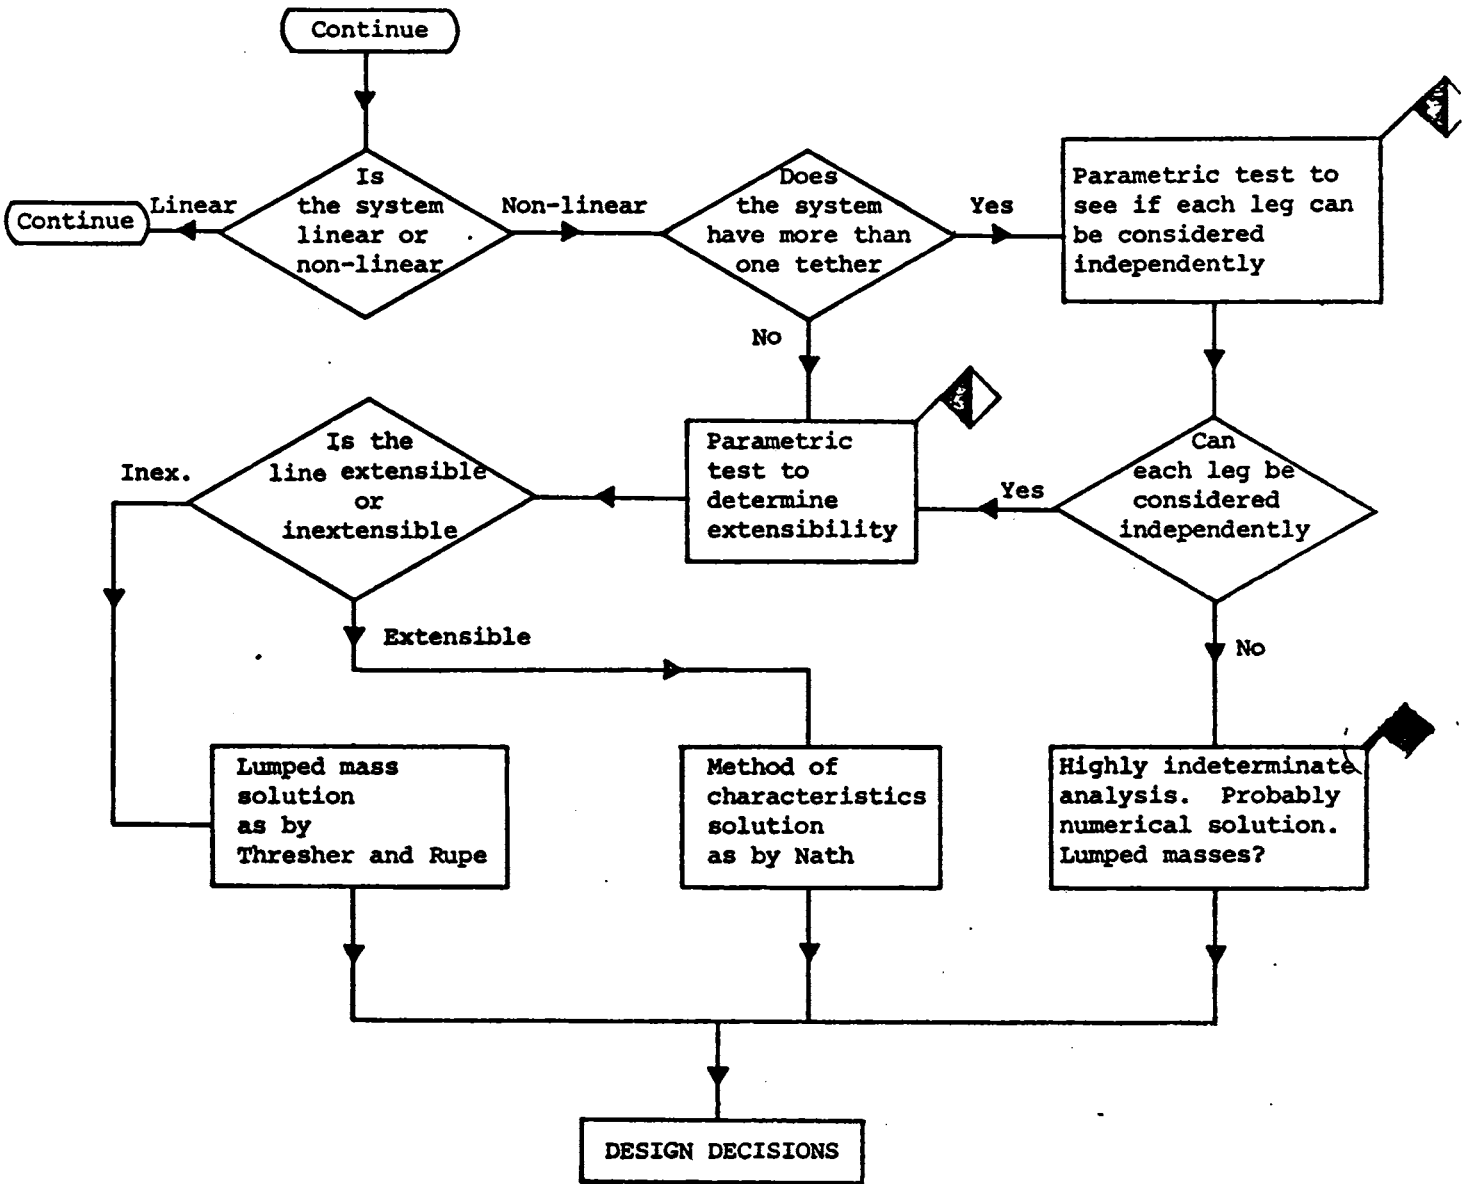 Continue
Is
the system
linear or
non-linear
Linear
Continue
Non-linear
Does
the system
have more than
one tether
Yes
Parametric test to
see if each leg can
be considered
independently
No
Parametric
test to
determine
extensibility
Can
each leg be
considered
independently
Yes
Is the
line extensible
or
inextensible
Inex.
Extensible
No
Lumped mass
solution
as by
Thresher and Rupe
Method of
characteristics
solution
as by Nath
Highly indeterminate
analysis. Probably
numerical solution.
Lumped masses?
DESIGN DECISIONS